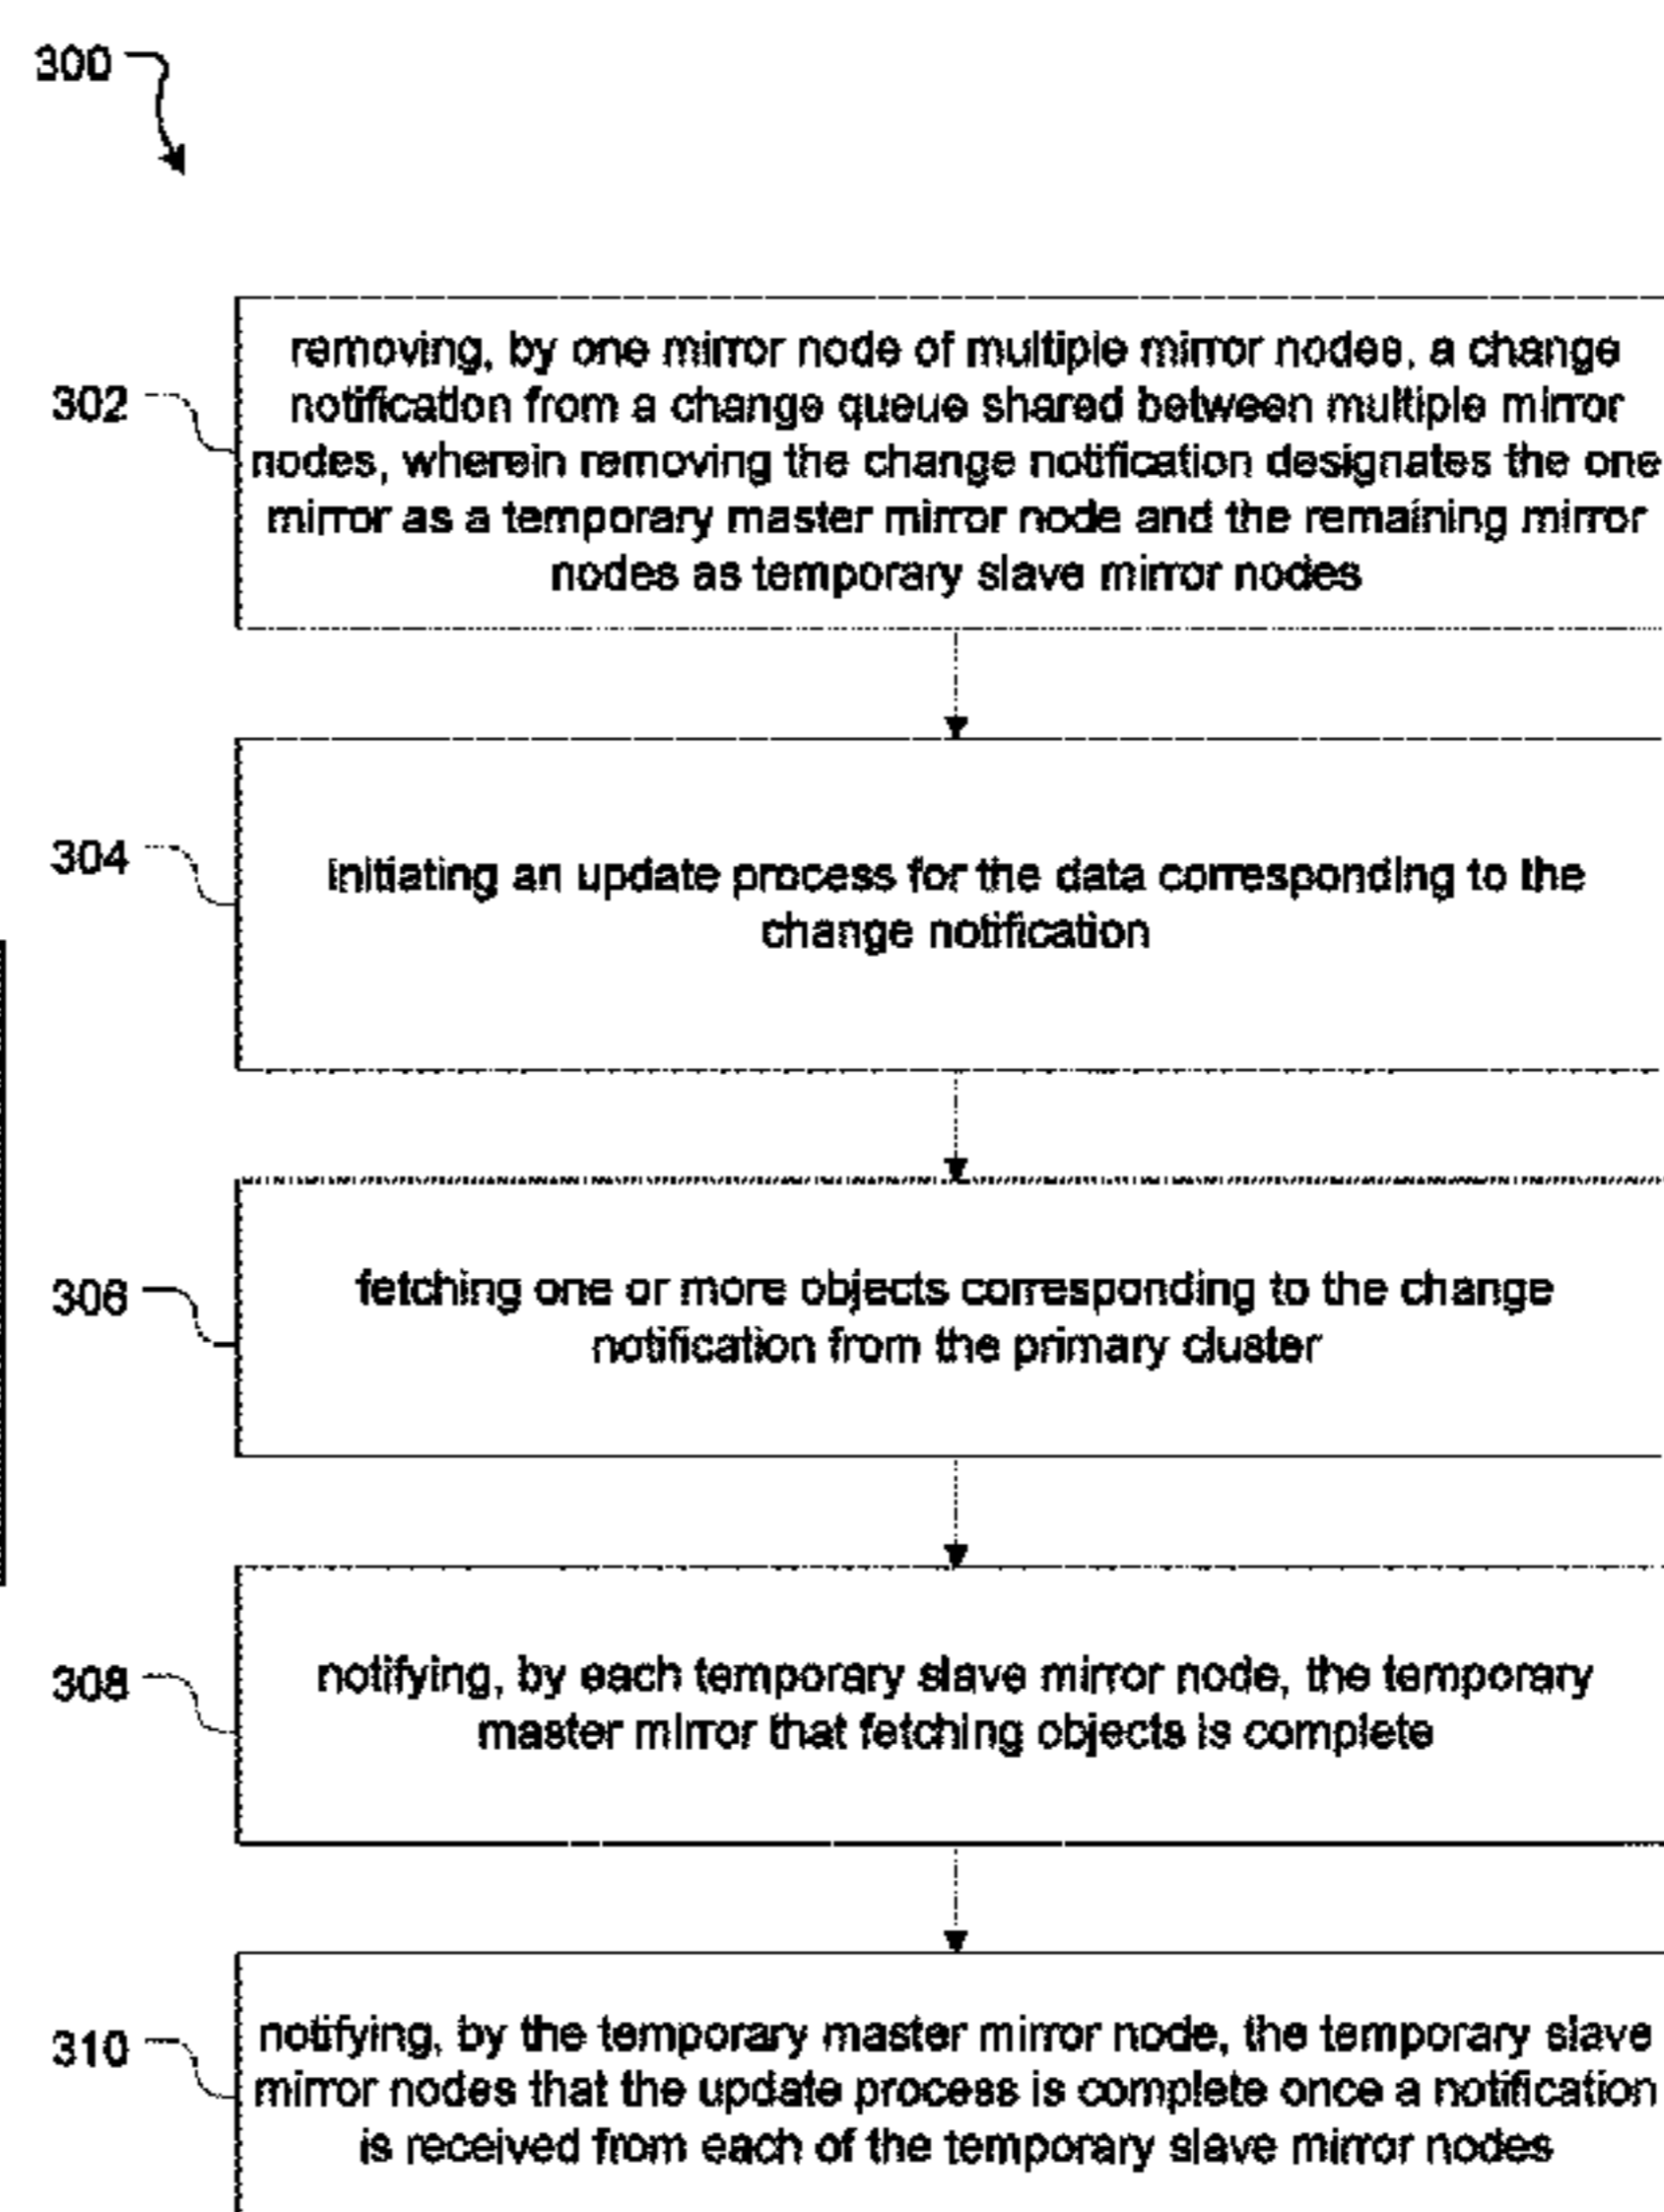 300
302
removing, by one mirror node of multiple mirror nodes, a change
notification from a change queue shared between multiple mirror
nodes, wherein removing the change notification designates the one
mirror as a temporary master mirror node and the remaining mirror
nodes as temporary slave mirror nodes
304
initiating an update process for the data corresponding to the
change notification
306
fetching one or more objects corresponding to the change
notification from the primary cluster
308
notifying, by each temporary slave mirror node, the temporary
master mirror that fetching objects is complete
310
notifying, by the temporary master mirror node, the temporary slave
mirror nodes that the update process is complete once a notification
is received from each of the temporary slave mirror nodes